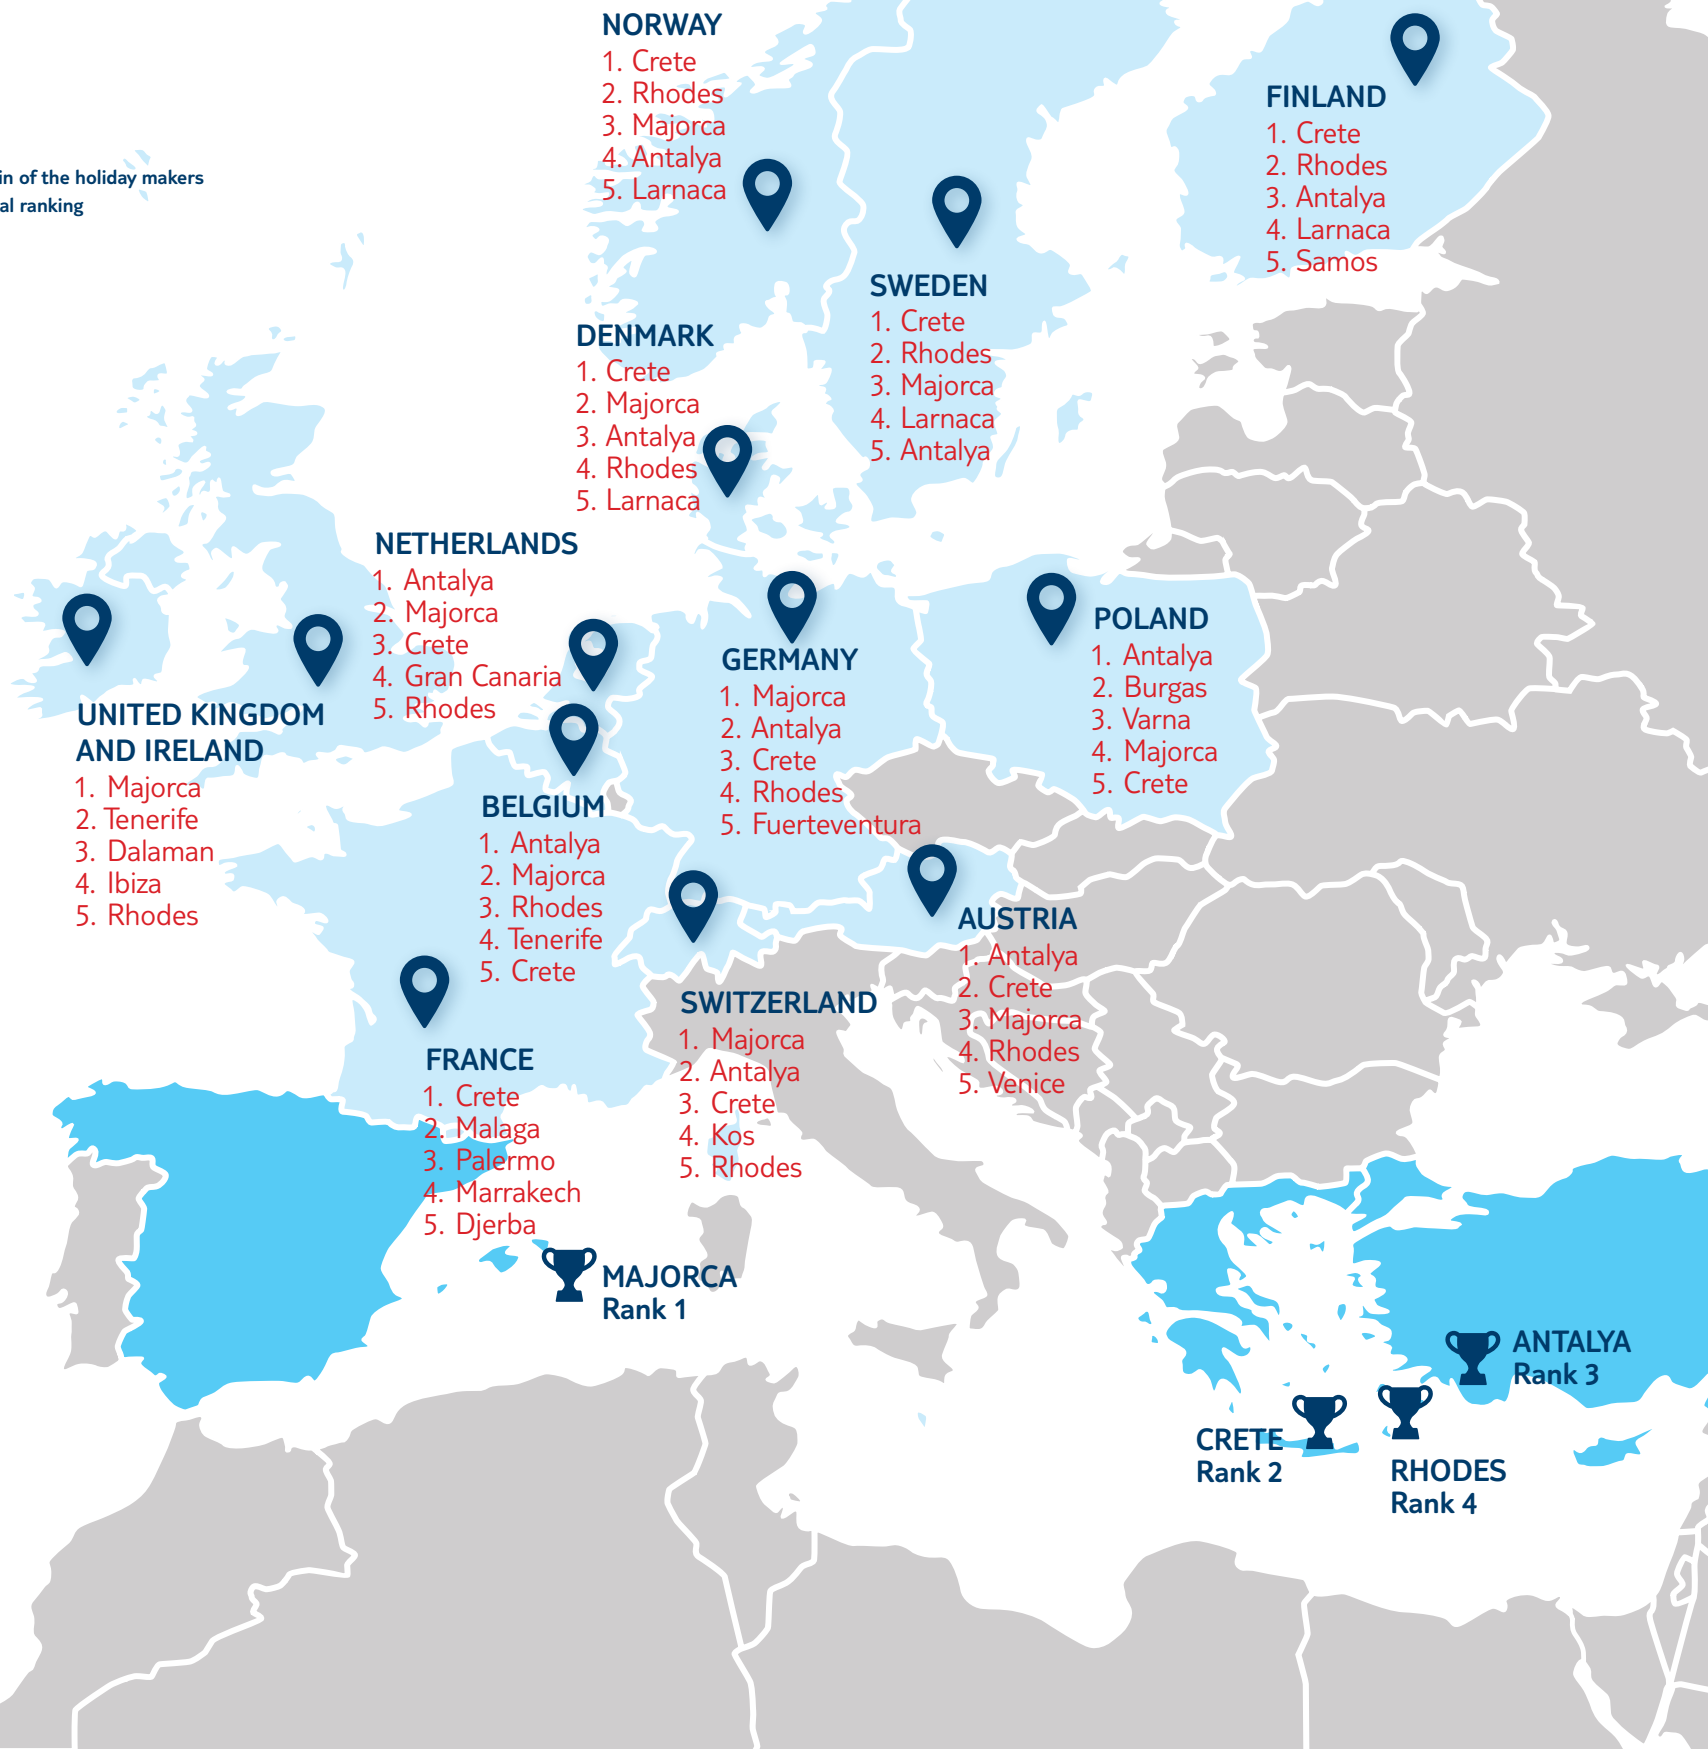 NORWAY
1. Crete
2. Rhodes
3. Majorca
4. Antalya
5. Larnaca
FINLAND
1. Crete
2. Rhodes
3. Antalya
4. Larnaca
5. Samos
of the holiday makers
ranking
SWEDEN
1. Crete
2. Rhodes
3. Majorca
4. Larnaca
5. Antalya
DENMARK
1. Crete
2. Majorca
3. Antalya
4. Rhodes
5. Larnaca
NETHERLANDS
1. Antalya
2. Majorca
3. Crete
4. Gran Canaria
5. Rhodes
POLAND
1. Antalya
2. Burgas
3. Varna
4. Majorca
5. Crete
GERMANY
1. Majorca
2. Antalya
3. Crete
4. Rhodes
5. Fuerteventura
UNITED KINGDOM
AND IRELAND
1. Majorca
2. Tenerife
3. Dalaman
4. Ibiza
5. Rhodes
BELGIUM
1. Antalya
2. Majorca
3. Rhodes
4. Tenerife
5. Crete
AUSTRIA
1. Antalya
2. Crete
3. Majorca
4. Rhodes
5. Venice
SWITZERLAND
1. Majorca
2. Antalya
3. Crete
4. Kos
5. Rhodes
FRANCE
1. Crete
2. Malaga
3. Palermo
4. Marrakech
5. Djerba
MAJORCA
Rank 1
ANTALYA
Rank 3
CRETE
Rank 2
RHODES
Rank 4